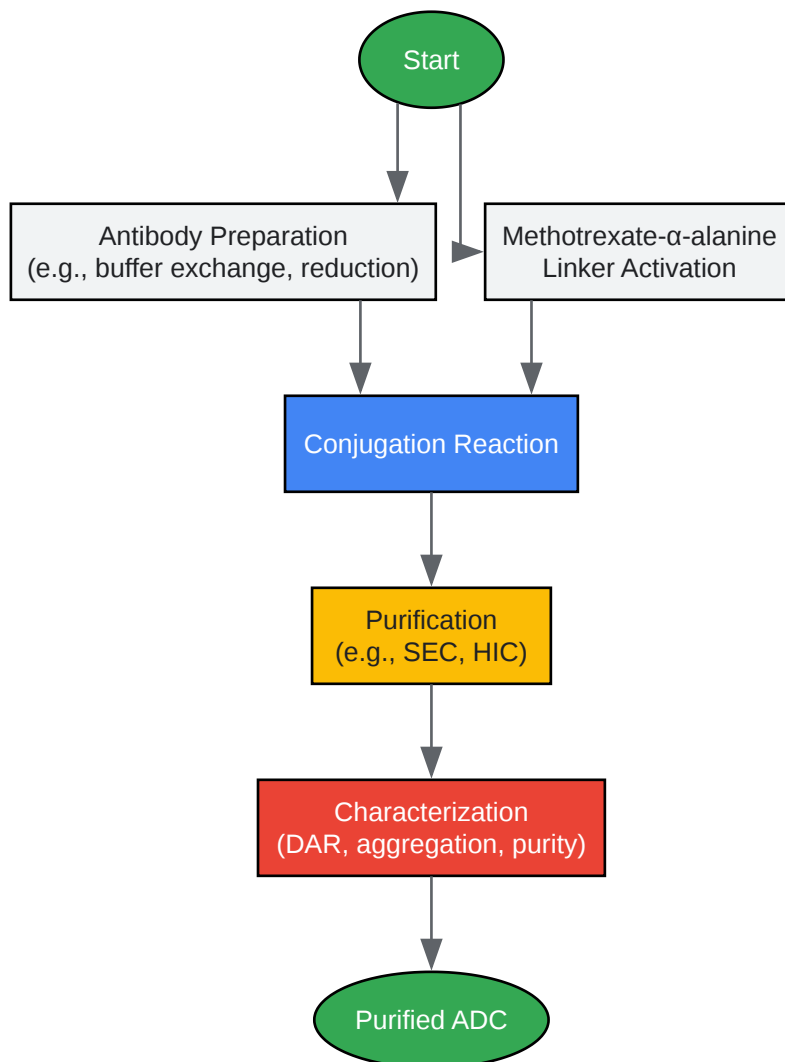 Start
Antibody Preparation
(e.g., buffer exchange, reduction)
Methotrexate-α-alanine
Linker Activation
Conjugation Reaction
Purification
(e.g., SEC, HIC)
Characterization
(DAR, aggregation, purity)
Purified ADC